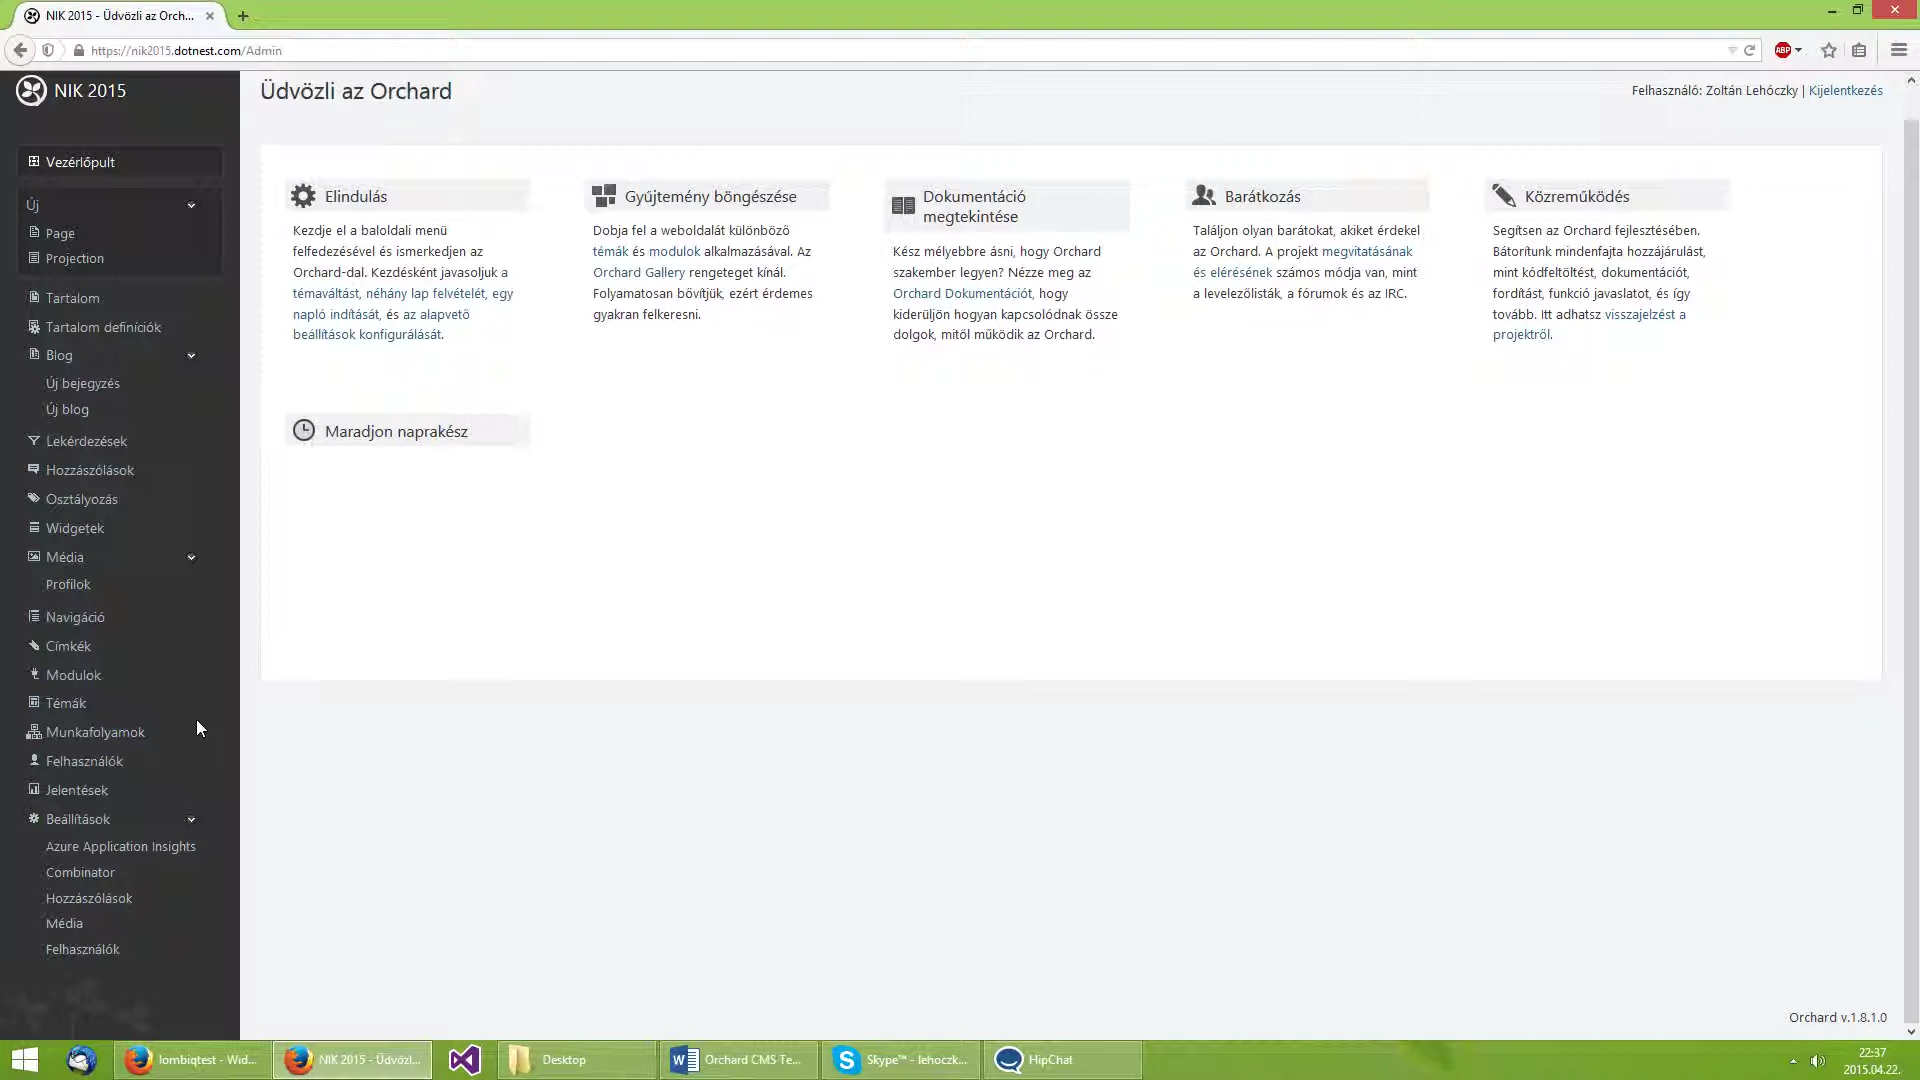 NIK 2015 - Üdvözli az Orch...
https://nik2015.dotnest.com/Admin
ABP
NIK 2015
Üdvözli az Orchard
Felhasználó: Zoltán Lehóczky | Kijelentkezés
Vezérlőpult
Új
Page
Projection
Tartalom
Tartalom definíciók
Blog
Új bejegyzés
Új blog
Lekérdezések
Hozzászólások
Osztályozás
Widgetek
Média
Profilok
Navigáció
Címkék
Modulok
Témák
Munkafolyamok
Felhasználók
Jelentések
Beállítások
Azure Application Insights
Combinator
Hozzászólások
Média
Felhasználók
Elindulás
Kezdje el a baloldali menü
felfedezésével és ismerkedjen az
Orchard-dal. Kezdésként javasoljuk a
témaváltást, néhány lap felvételét, egy
napló indítását, és az alapvető
beállítások konfigurálását.
Gyűjtemény böngészése
Dobja fel a weboldalát különböző
témák és modulok alkalmazásával. Az
Orchard Gallery rengeteget kínál.
Folyamatosan bővítjük, ezért érdemes
gyakran felkeresni.
Dokumentáció
megtekintése
Kész mélyebbre ásni, hogy Orchard
szakember legyen? Nézze meg az
Orchard Dokumentációt, hogy
kiderüljön hogyan kapcsolódnak össze
dolgok, mitől működik az Orchard.
Barátkozás
Találjon olyan barátokat, akiket érdekel
az Orchard. A projekt megvitatásának
és elérésének számos módja van, mint
a levelezőlisták, a fórumok és az IRC.
Közreműködés
Segítsen az Orchard fejlesztésében.
Bátorítunk mindenfajta hozzájárulást,
mint kódfeltöltést, dokumentációt,
fordítást, funkció javaslatot, és így
tovább. Itt adhatsz visszajelzést a
projektről.
Maradjon naprakész
Orchard v.1.8.1.0
lombiqtest - Wid...
NIK 2015 - Üdvözl...
Desktop
Orchard CMS Te...
Skype™ - lehoczk...
HipChat
22:37
2015.04.22.